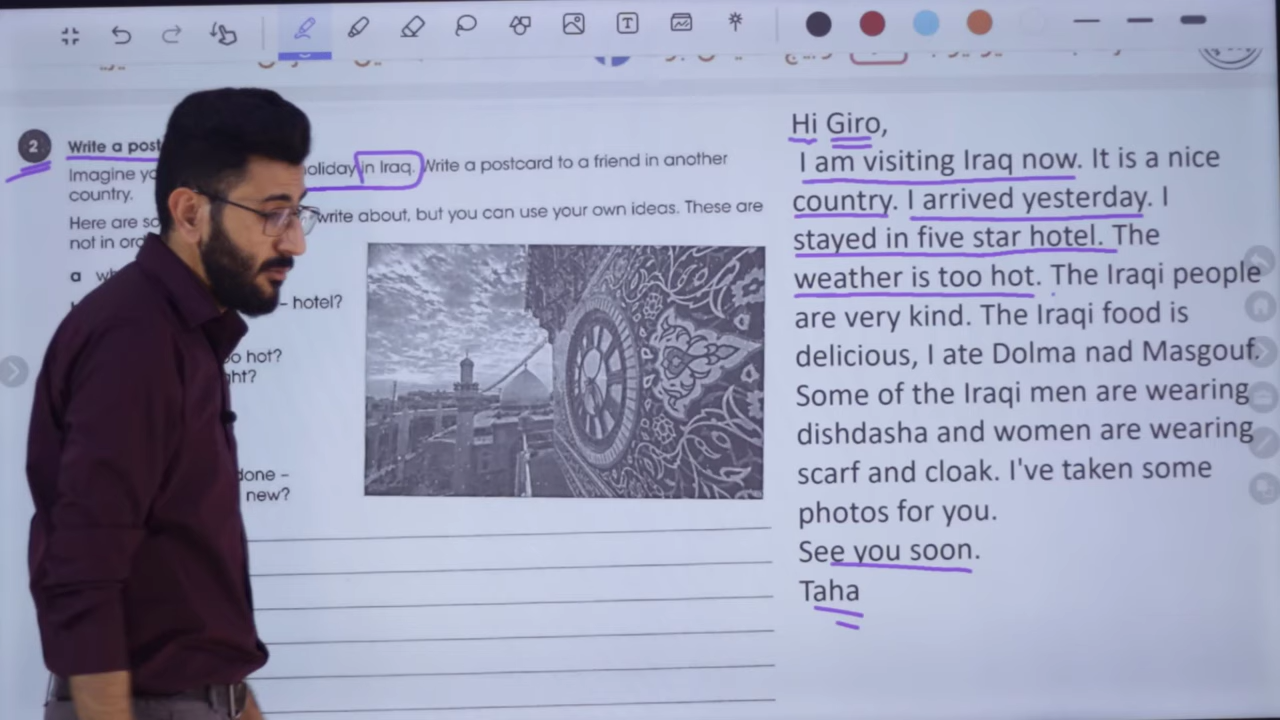 2 Write a post
Imagine yo oliday in Iraq. Write a postcard to a friend in another
country.
Here are so write about, but you can use your own ideas. These are
not in ord
a wh
– hotel?
oo hot?
ght?
done –
new?
Hi Giro,
I am visiting Iraq now. It is a nice
country. I arrived yesterday. I
stayed in five star hotel. The
weather is too hot. The Iraqi people
are very kind. The Iraqi food is
delicious, I ate Dolma nad Masgouf.
Some of the Iraqi men are wearing
dishdasha and women are wearing
scarf and cloak. I've taken some
photos for you.
See you soon.
Taha